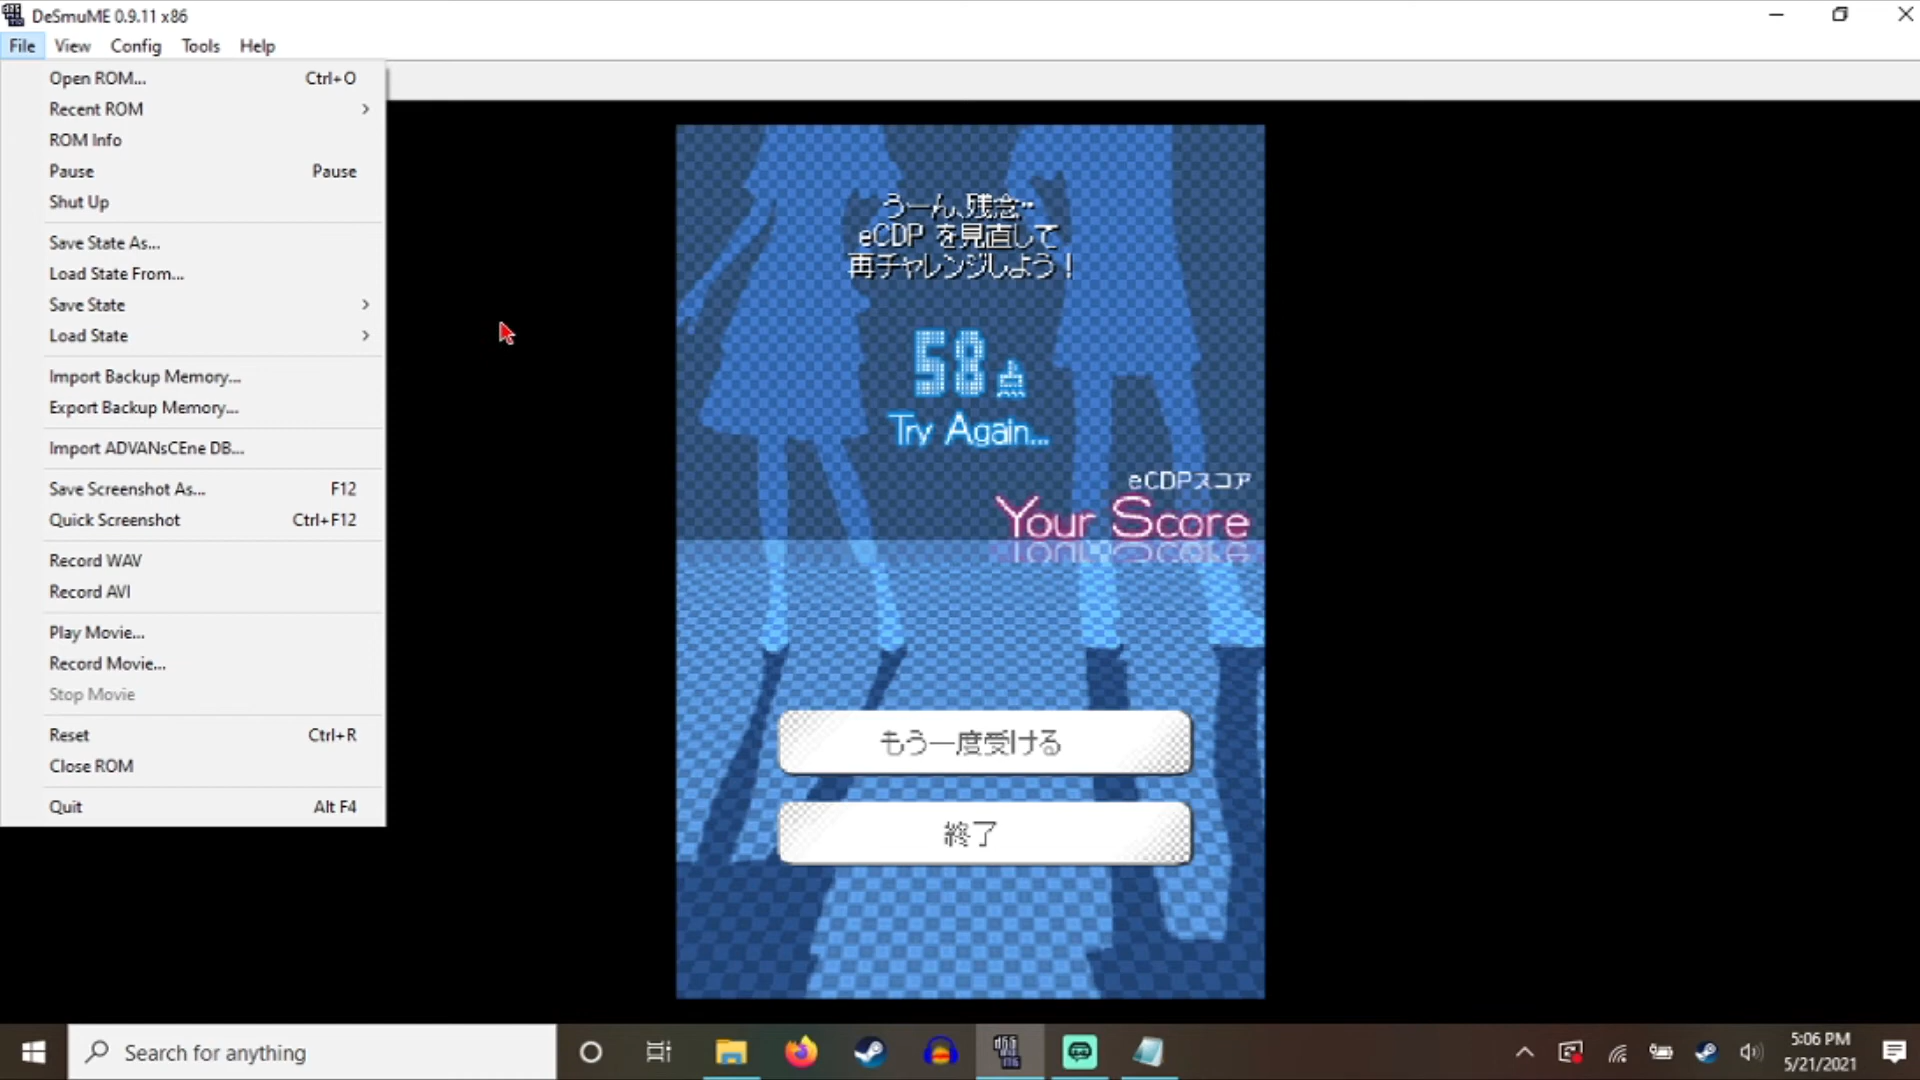 DeSmuME 0.9.11 x86
File View Config Tools Help
Open ROM... Ctrl+O
Recent ROM
ROM Info
Pause Pause
Shut Up
Save State As...
Load State From...
Save State
Load State
Import Backup Memory...
Export Backup Memory...
Import ADVANsCEne DB...
Save Screenshot As... F12
Quick Screenshot Ctrl+F12
Record WAV
Record AVI
Play Movie...
Record Movie...
Stop Movie
Reset Ctrl+R
Close ROM
Quit Alt F4
うーん、残念…
eCDP を見直して
再チャレンジしよう！
58点
Try Again...
eCDPスコア
Your Score
もう一度受ける
終了
Search for anything
5:06 PM
5/21/2021